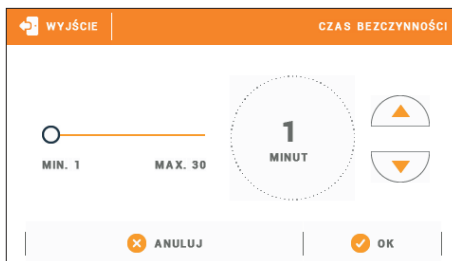 WYJŚCIE
CZAS BEZCZYNNOŚCI
1
MINUT
MIN. 1
MAX. 30
ANULUJ
OK